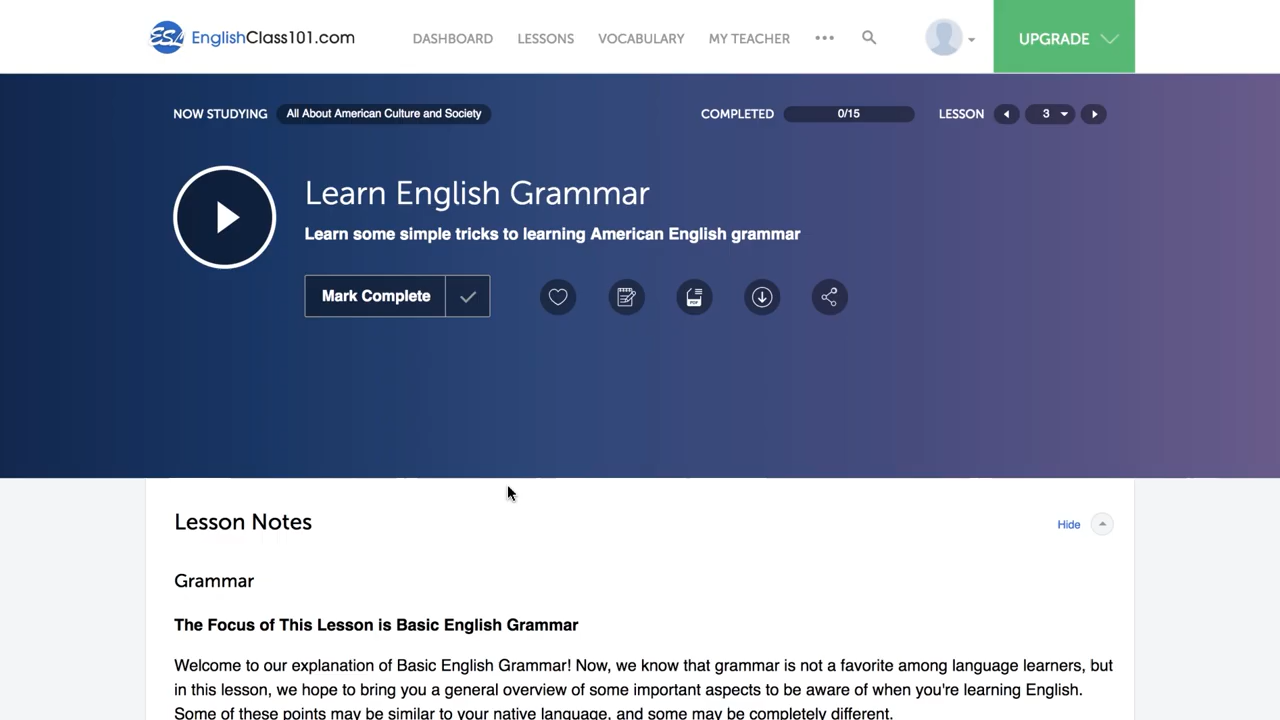 ESL EnglishClass101.com DASHBOARD LESSONS VOCABULARY MY TEACHER ••• UPGRADE
NOW STUDYING All About American Culture and Society COMPLETED 0/15 LESSON 3
Learn English Grammar
Learn some simple tricks to learning American English grammar
Mark Complete
PDF
Lesson Notes Hide
Grammar
The Focus of This Lesson is Basic English Grammar
Welcome to our explanation of Basic English Grammar! Now, we know that grammar is not a favorite among language learners, but
in this lesson, we hope to bring you a general overview of some important aspects to be aware of when you're learning English.
Some of these points may be similar to your native language, and some may be completely different.